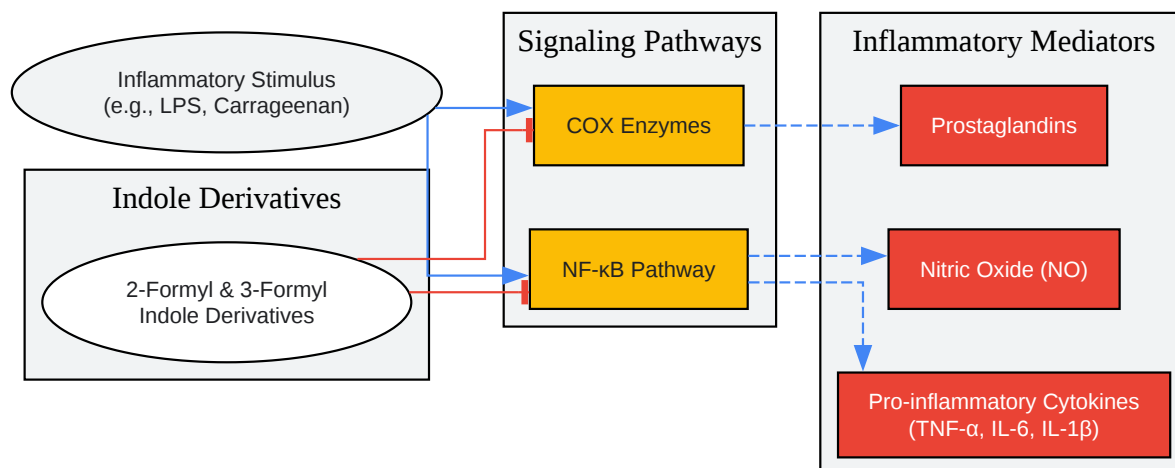 Inflammatory Stimulus
(e.g., LPS, Carrageenan)
Indole Derivatives
2-Formyl & 3-Formyl
Indole Derivatives
Signaling Pathways
COX Enzymes
NF-κB Pathway
Inflammatory Mediators
Prostaglandins
Nitric Oxide (NO)
Pro-inflammatory Cytokines
(TNF-α, IL-6, IL-1β)